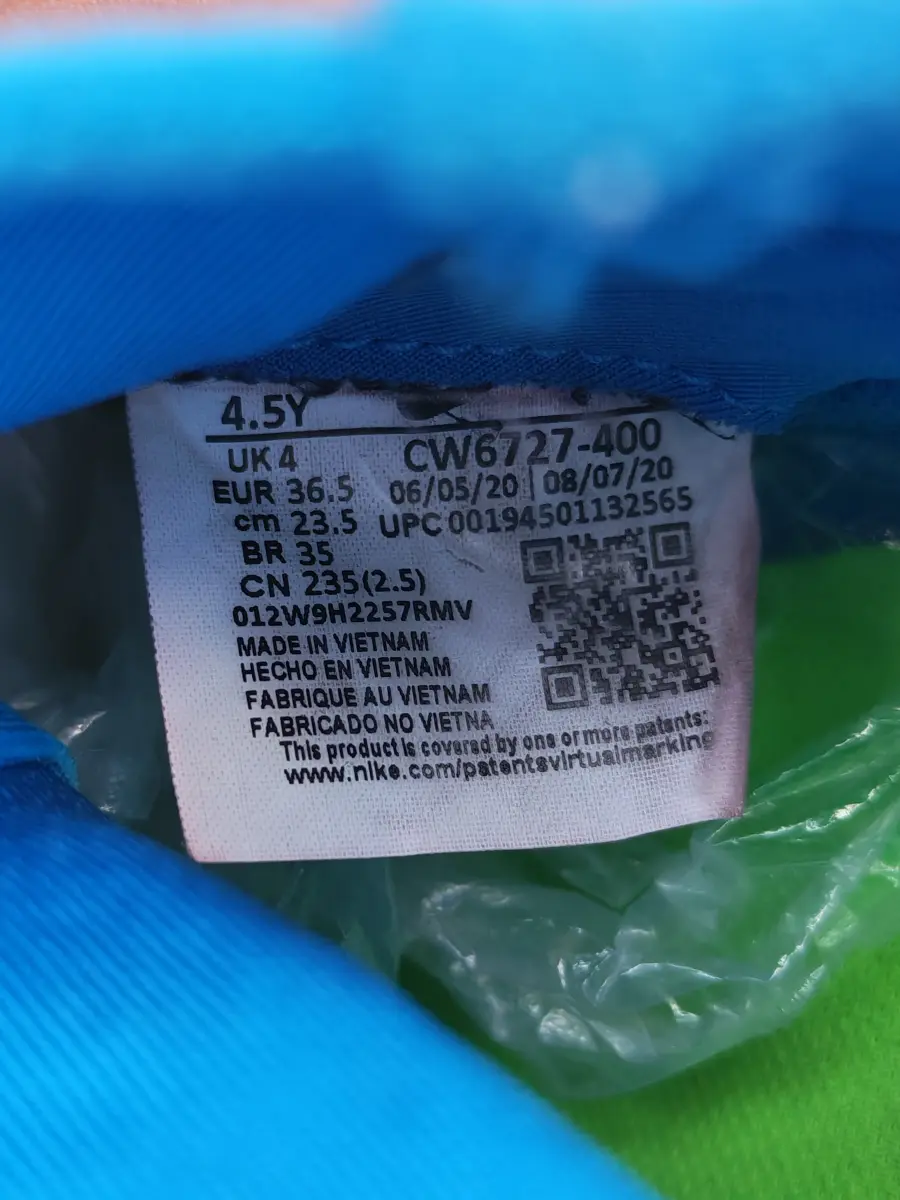 4.5Y
UK 4 CW6727-400
EUR 36.5 06/05/20 | 08/07/20
cm 23.5 UPC 00194501132565
BR 35
CN 235(2.5)
012W9H2257RMV
MADE IN VIETNAM
HECHO EN VIETNAM
FABRIQUE AU VIETNAM
FABRICADO NO VIETNA
This product is covered by one or more patents:
www.nike.com/patentsvirtualmarking